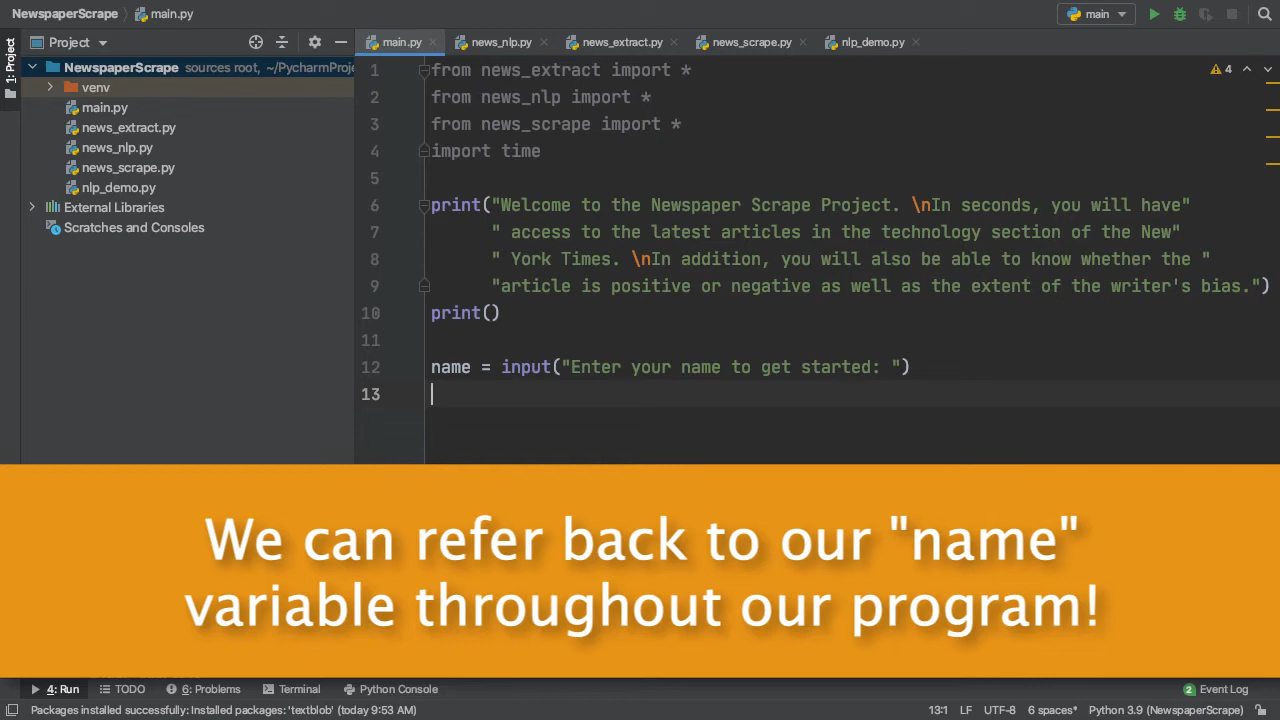 NewspaperScrape main.py main
1: Project Project main.py news_nlp.py news_extract.py news_scrape.py nlp_demo.py
NewspaperScrape sources root, ~/PycharmProje
venv
main.py
news_extract.py
news_nlp.py
news_scrape.py
nlp_demo.py
External Libraries
Scratches and Consoles
4
1 from news_extract import *
2 from news_nlp import *
3 from news_scrape import *
4 import time
5
6 print("Welcome to the Newspaper Scrape Project. \nIn seconds, you will have"
7 " access to the latest articles in the technology section of the New"
8 " York Times. \nIn addition, you will also be able to know whether the "
9 "article is positive or negative as well as the extent of the writer's bias.")
10 print()
11
12 name = input("Enter your name to get started: ")
13
We can refer back to our "name"
variable throughout our program!
4: Run TODO 6: Problems Terminal Python Console 2 Event Log
Packages installed successfully: Installed packages: 'textblob' (today 9:53 AM) 13:1 LF UTF-8 6 spaces* Python 3.9 (NewspaperScrape)